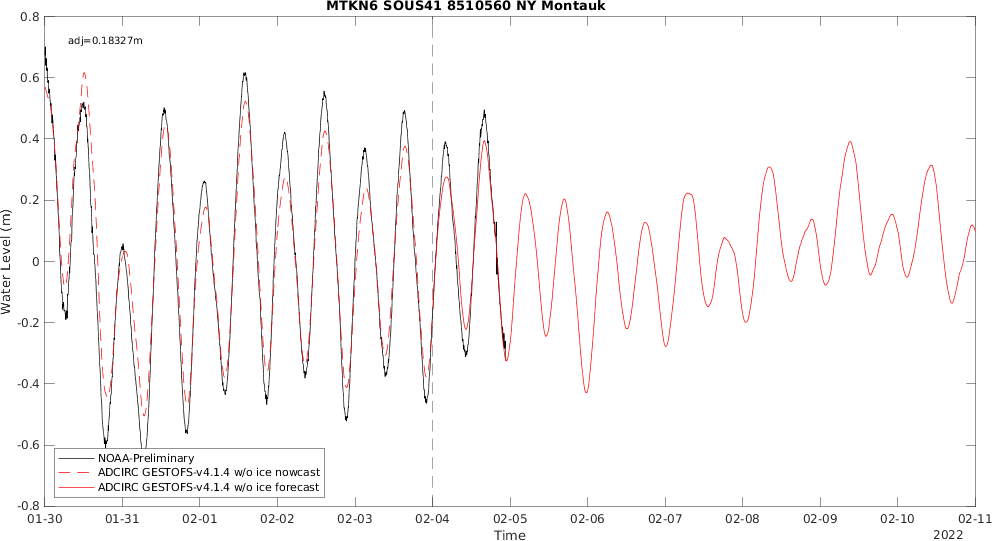 MTKN6 SOUS41 8510560 NY Montauk
adj=0.18327m
0.8
0.6
0.4
0.2
0
-0.2
-0.4
-0.6
-0.8
Water Level (m)
NOAA-Preliminary
ADCIRC GESTOFS-v4.1.4 w/o ice nowcast
ADCIRC GESTOFS-v4.1.4 w/o ice forecast
01-30 01-31 02-01 02-02 02-03 02-04 02-05 02-06 02-07 02-08 02-09 02-10 02-11
Time
2022